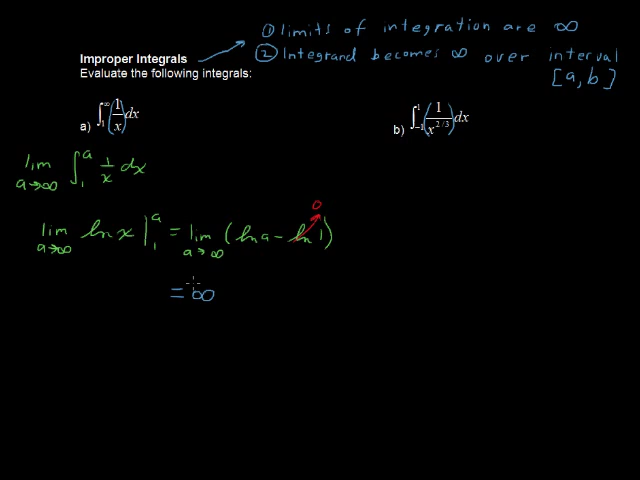 ① limits of integration are ∞
Improper Integrals
② Integrand becomes ∞ over interval [a, b]
Evaluate the following integrals:
a) ∫₁^∞ (1/x) dx
b) ∫₋₁^1 (1/x^{2/3}) dx
lim a→∞ ∫₁^a 1/x dx
lim a→∞ ln x |₁^a = lim a→∞ (ln a - ln 1) 0
= ∞